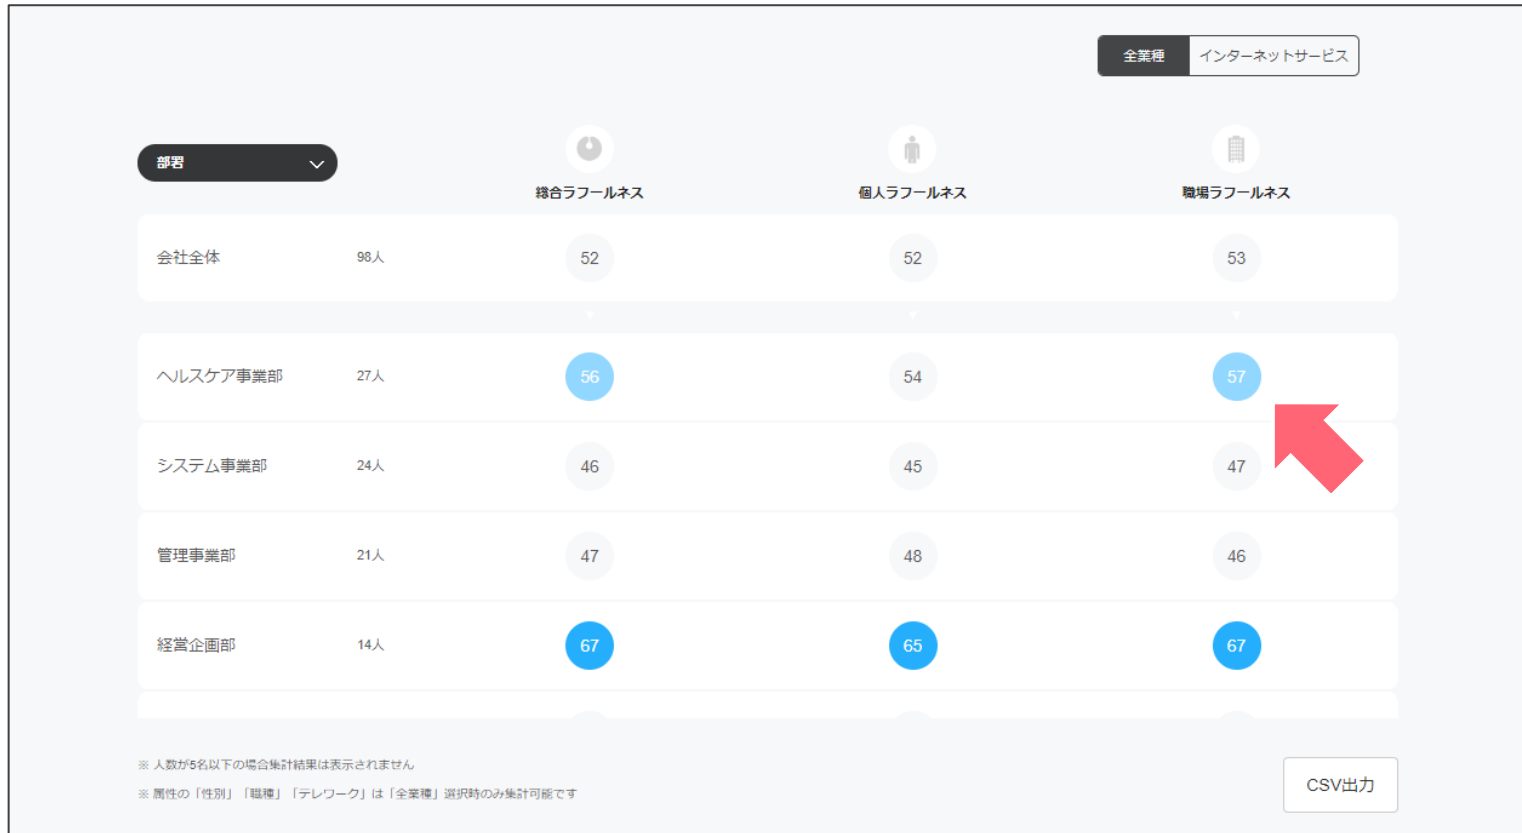 全業種 インターネットサービス
部署
総合ラフールネス 個人ラフールネス 職場ラフールネス
会社全体 98人 52 52 53
ヘルスケア事業部 27人 56 54 57
システム事業部 24人 46 45 47
管理事業部 21人 47 48 46
経営企画部 14人 67 65 67
※ 人数が5名以下の場合集計結果は表示されません
※ 属性の「性別」「職種」「テレワーク」は「全業種」選択時のみ集計可能です
CSV出力